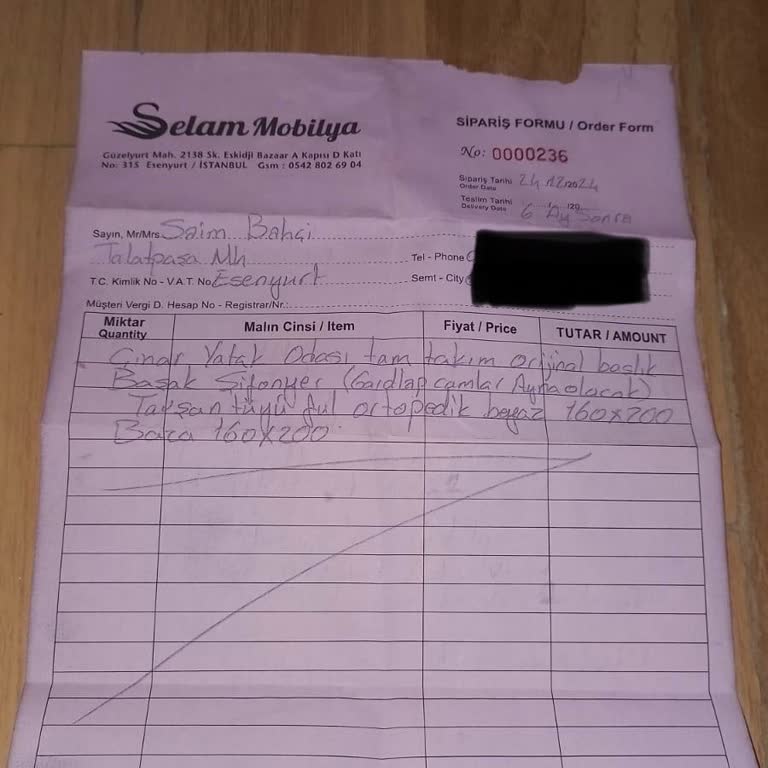 Selam Mobilya
Güzelyurt Mah. 2138 Sk. Eskidji Bazaar A Kapısı D Katı
No: 315 Esenyurt / İSTANBUL Gsm : 0542 802 69 04
SİPARİŞ FORMU / Order Form
No: 0000236
Sipariş Tarihi 24.12.2024
Order Date
Teslim Tarihi 120
Delivery Date 6 Ay Sonra
Sayın, Mr/Mrs. Saim Bahçi
Talatpaşa Mh
Tel - Phone
T.C. Kimlik No - V.A.T. No Esenyurt
Semt - City
Müşteri Vergi D. Hesap No - Registrar/Nr.:
Miktar Quantity Malın Cinsi / Item Fiyat / Price TUTAR / AMOUNT
Çınar Yatak Odası tam takım orijinal başlık
Başak Şifonyer (Gardlap camlar Ayna olacak)
Tavşan tüyü ful ortopedik beyaz 160x200
Baza 160x200